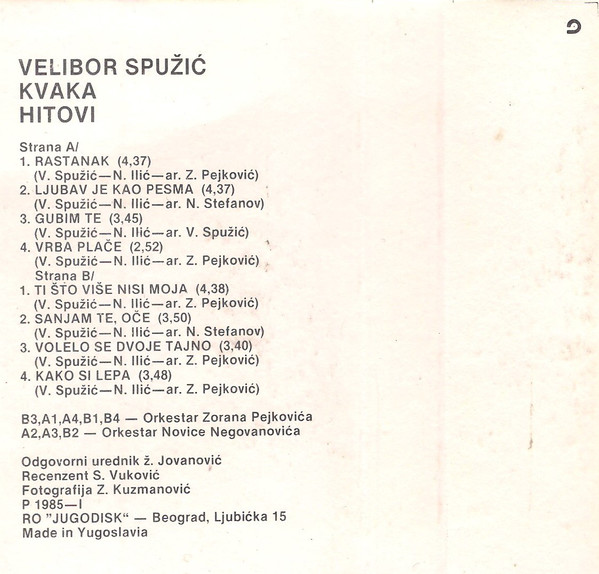 VELIBOR SPUŽIĆ
KVAKA
HITOVI
Strana A/
1. RASTANAK (4,37)
(V. Spužić—N. Ilić—ar. Z. Pejković)
2. LJUBAV JE KAO PESMA (4,37)
(V. Spužić—N. Ilić—ar. N. Stefanov)
3. GUBIM TE (3,45)
(V. Spužić—N. Ilić—ar. V. Spužić)
4. VRBA PLAČE (2,52)
(V. Spužić—N. Ilić—ar. Z. Pejković)
Strana B/
1. TI ŠTO VIŠE NISI MOJA (4,38)
(V. Spužić—N. Ilić—ar. Z. Pejković)
2. SANJAM TE, OČE (3,50)
(V. Spužić—N. Ilić—ar. N. Stefanov)
3. VOLELO SE DVOJE TAJNO (3,40)
(V. Spužić—N. Ilić—ar. Z. Pejković)
4. KAKO SI LEPA (3,48)
(V. Spužić—N. Ilić—ar. Z. Pejković)
B3,A1,A4,B1,B4 — Orkestar Zorana Pejkovića
A2,A3,B2 — Orkestar Novice Negovanovića
Odgovorni urednik ž. Jovanović
Recenzent S. Vuković
Fotografija Z. Kuzmanović
P 1985—I
RO "JUGODISK“ — Beograd, Ljubićka 15
Made in Yugoslavia